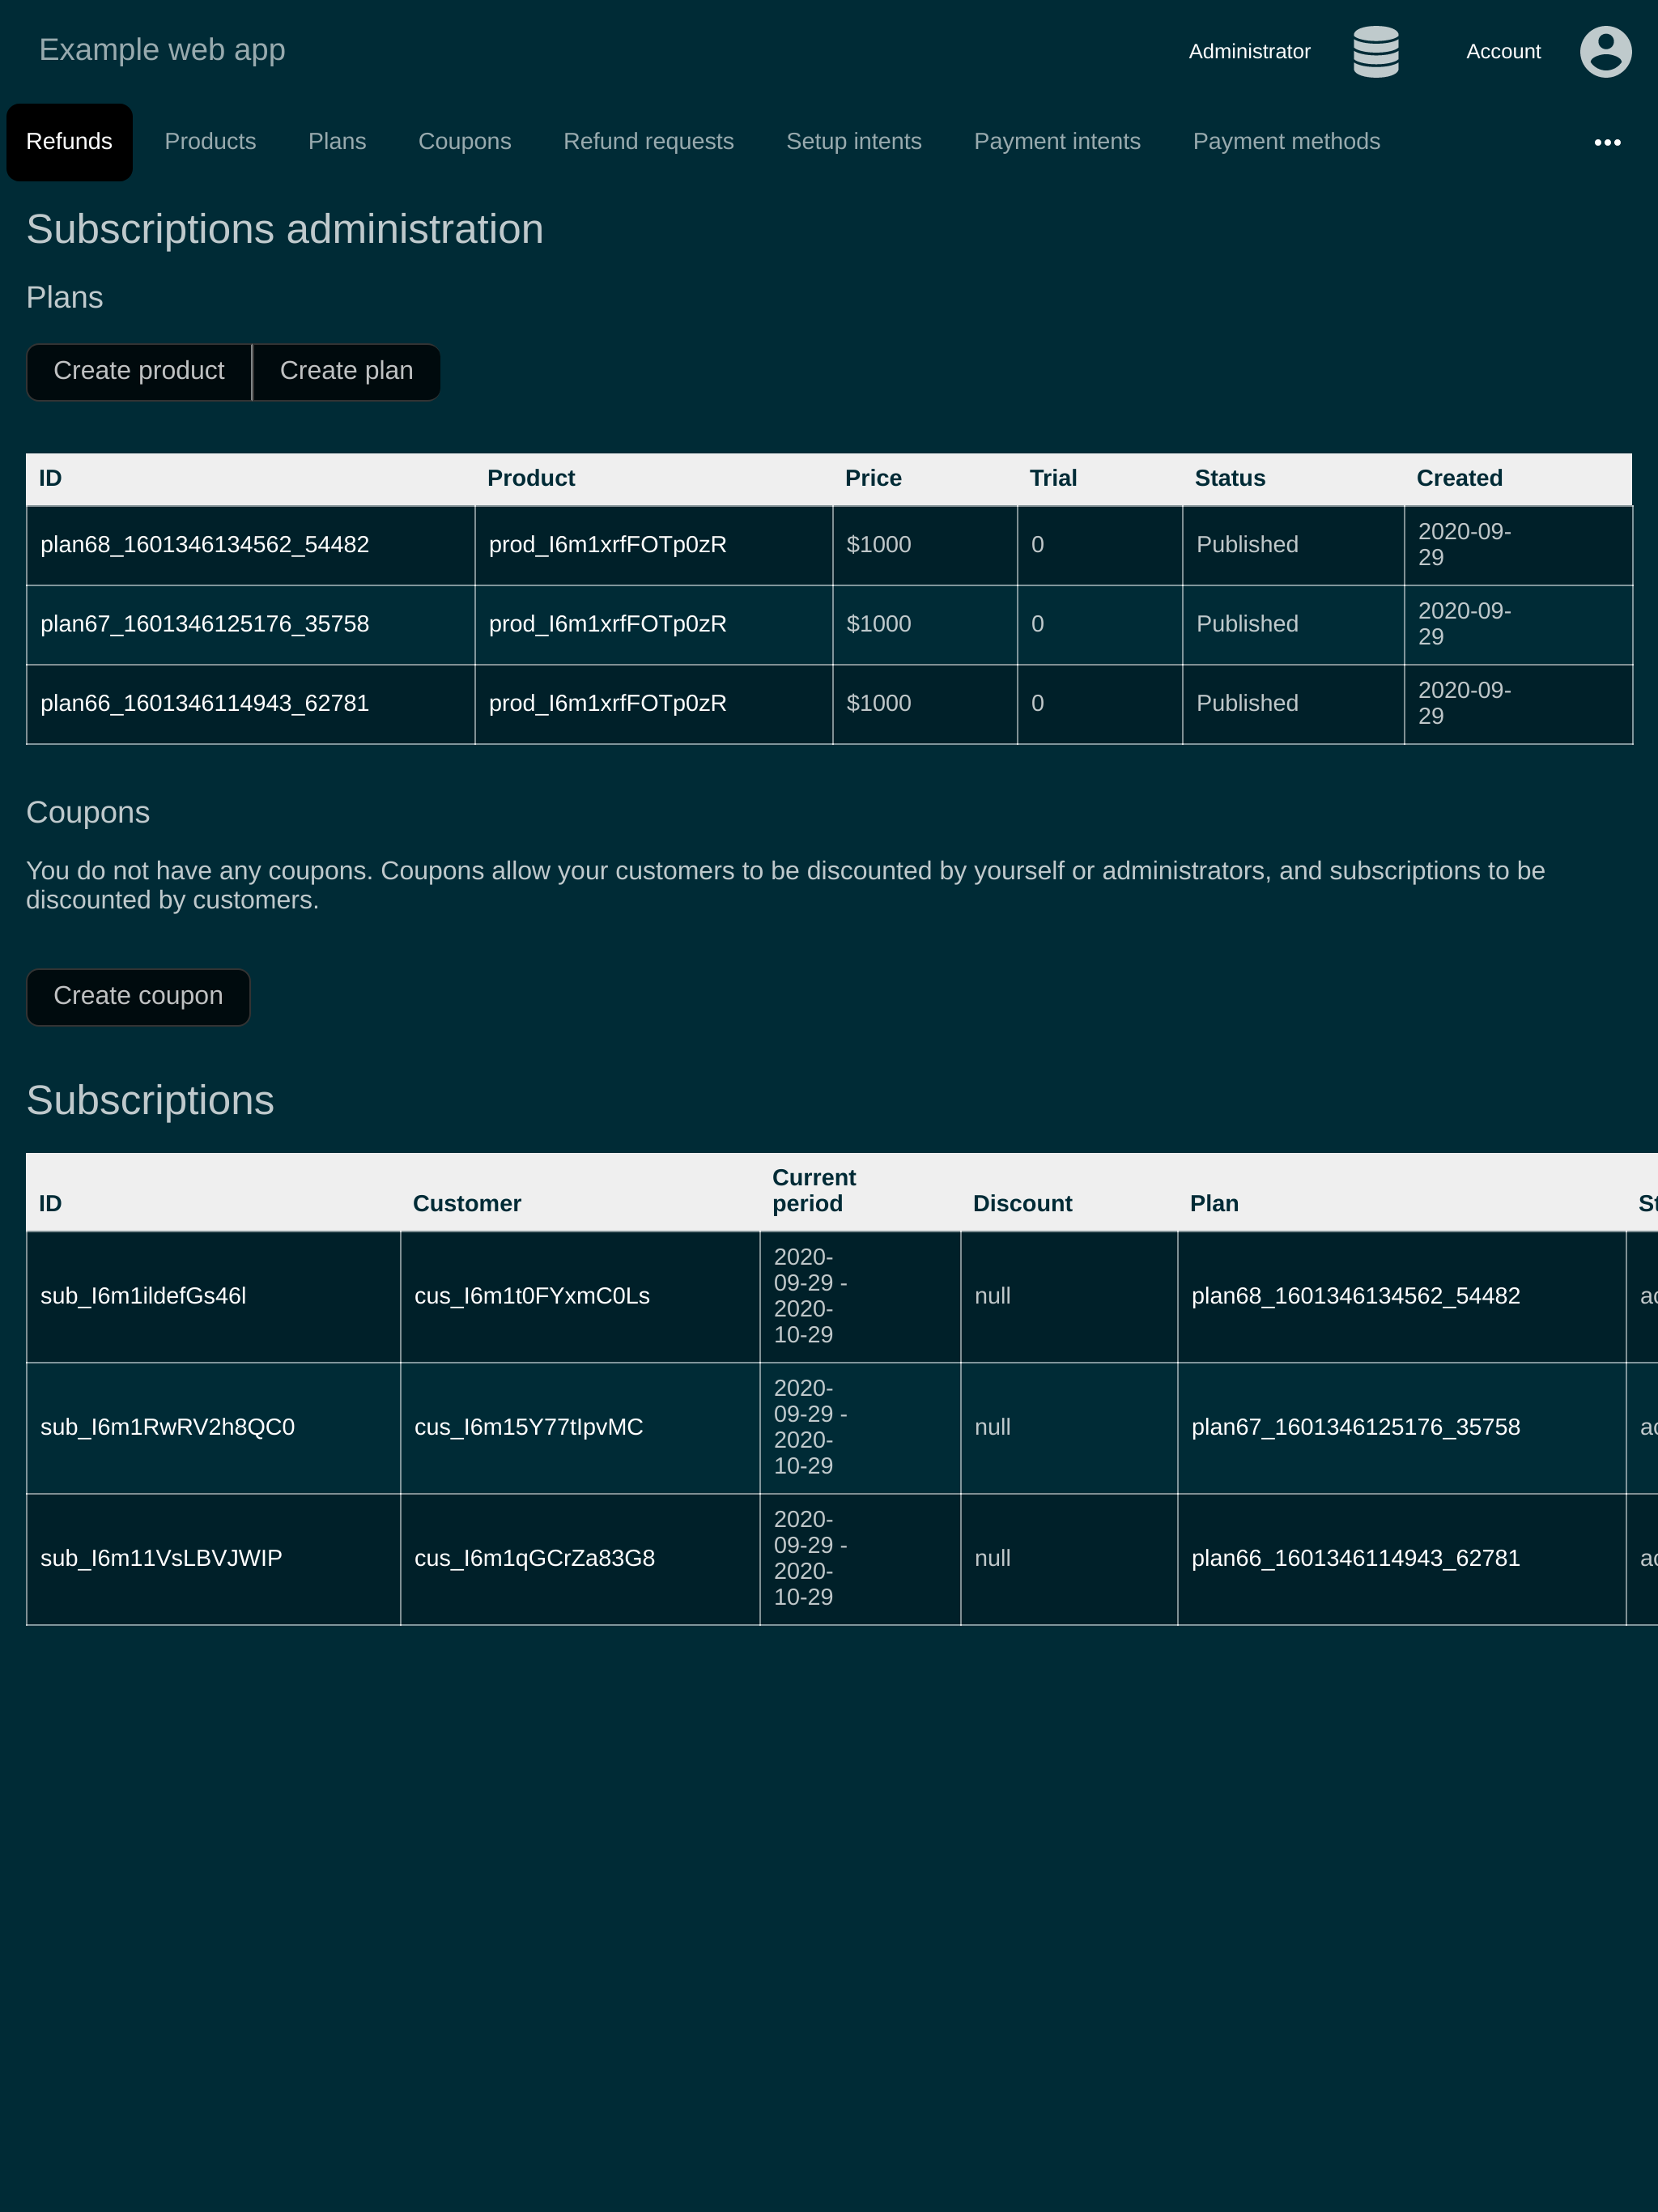 Example web app
Administrator
Account
Refunds Products Plans Coupons Refund requests Setup intents Payment intents Payment methods
Subscriptions administration
Plans
Create product Create plan
ID Product Price Trial Status Created
plan68_1601346134562_54482 prod_I6m1xrfFOTp0zR $1000 0 Published 2020-09-
29
plan67_1601346125176_35758 prod_I6m1xrfFOTp0zR $1000 0 Published 2020-09-
29
plan66_1601346114943_62781 prod_I6m1xrfFOTp0zR $1000 0 Published 2020-09-
29
Coupons
You do not have any coupons. Coupons allow your customers to be discounted by yourself or administrators, and subscriptions to be
discounted by customers.
Create coupon
Subscriptions
ID Customer Current
period Discount Plan
sub_I6m1ildefGs46l cus_I6m1t0FYxmC0Ls 2020-
09-29 -
2020-
10-29 null plan68_1601346134562_54482
sub_I6m1RwRV2h8QC0 cus_I6m15Y77tIpvMC 2020-
09-29 -
2020-
10-29 null plan67_1601346125176_35758
sub_I6m11VsLBVJWIP cus_I6m1qGCrZa83G8 2020-
09-29 -
2020-
10-29 null plan66_1601346114943_62781